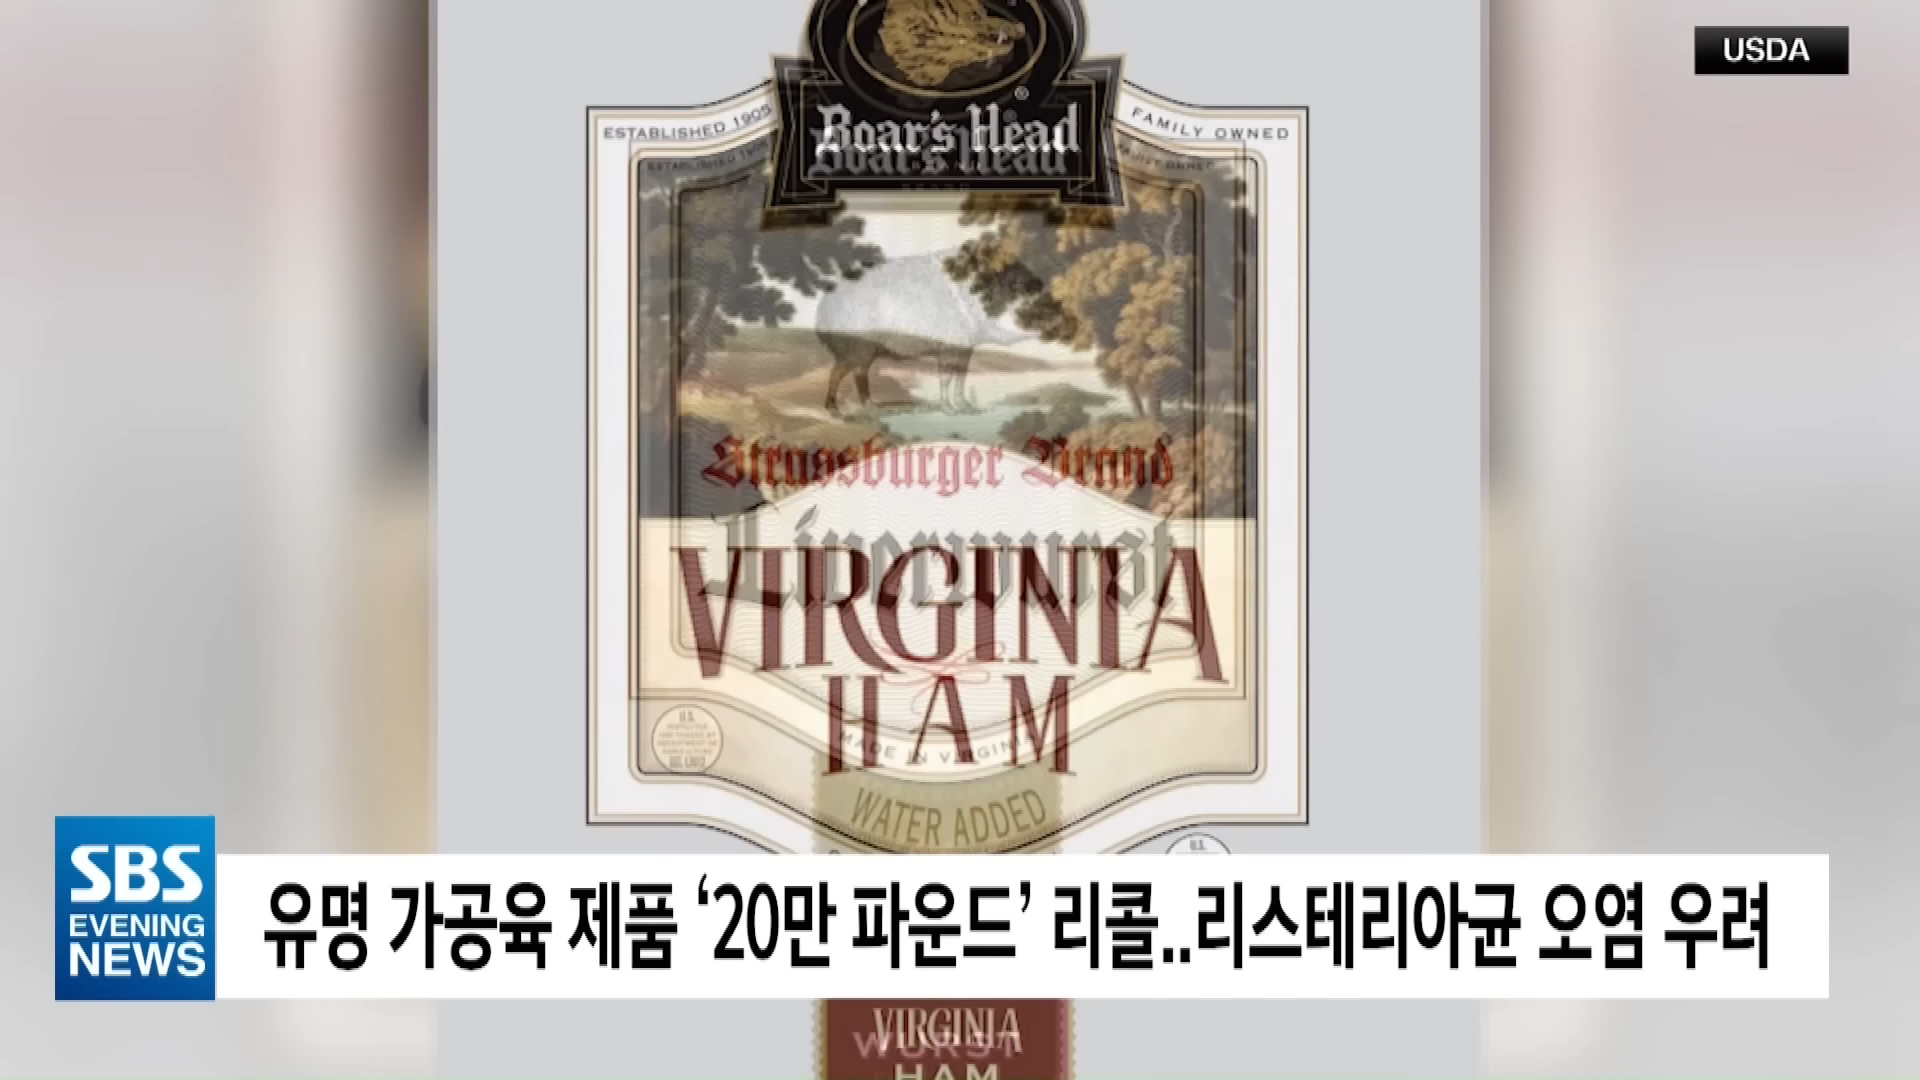 USDA
ESTABLISHED 1905
FAMILY OWNED
Boar's Head
Strassburger Brand
Liverwurst
VIRGINIA
HAM
MADE IN VIRGINIA
WATER ADDED
U.S.
SBS
EVENING
NEWS
유명 가공육 제품 ‘20만 파운드’ 리콜..리스테리아균 오염 우려
VIRGINIA
WURST
HAM